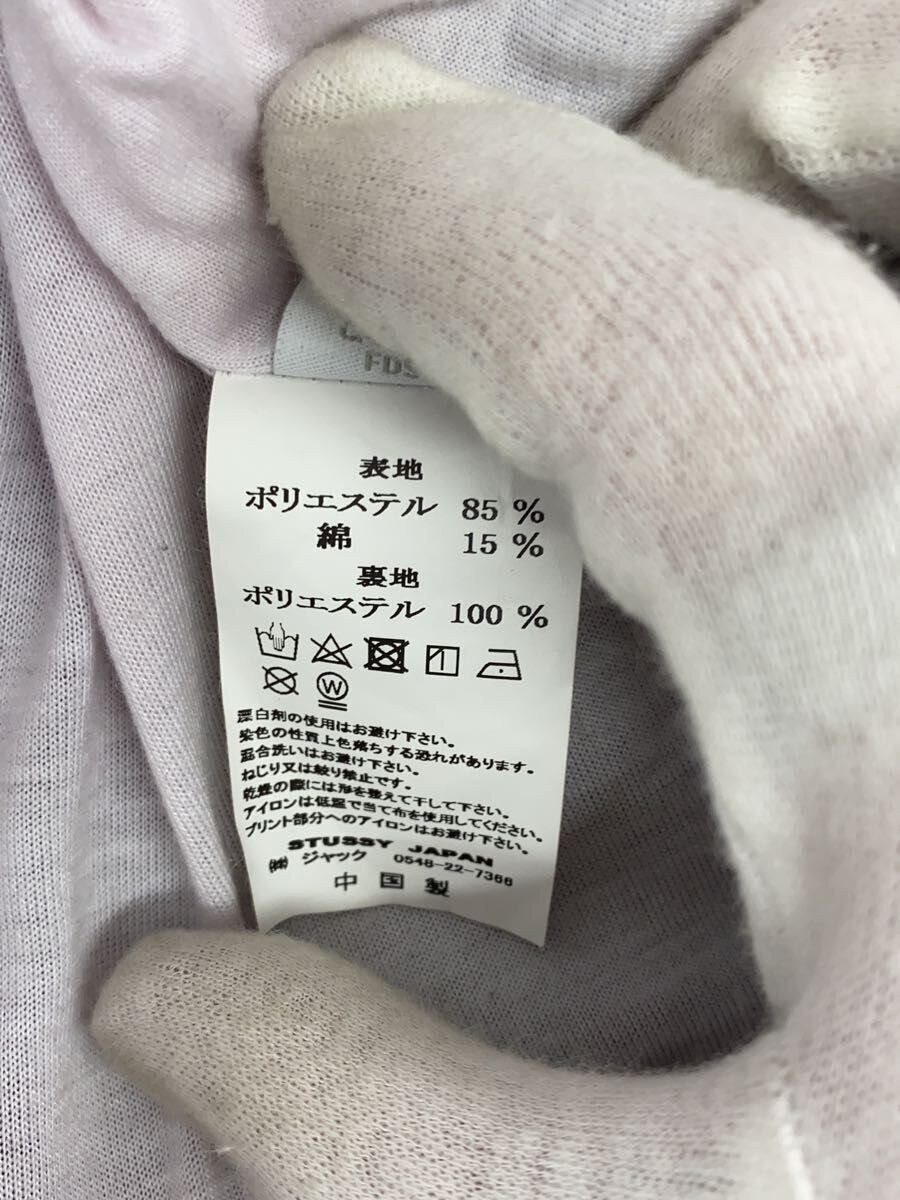 FDS
表地
ポリエステル 85 %
綿 15 %
裏地
ポリエステル 100 %
W
漂白剤の使用はお避け下さい。
染色の性質上色落ちする恐れがあります。
混合洗いはお避け下さい。
ねじり又は絞り禁止です。
乾燥の際には形を整えて干して下さい。
アイロンは低温で当て布を使用してください。
プリント部分へのアイロンはお避け下さい。
STUSSY JAPAN
㈱ ジャック 0548-22-7366
中国製